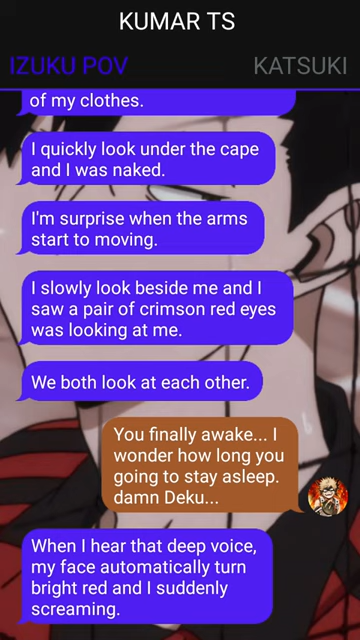 KUMAR TS
IZUKU POV
KATSUKI
of my clothes.
I quickly look under the cape
and I was naked.
I'm surprise when the arms
start to moving.
I slowly look beside me and I
saw a pair of crimson red eyes
was looking at me.
We both look at each other.
You finally awake... I
wonder how long you
going to stay asleep.
damn Deku...
When I hear that deep voice,
my face automatically turn
bright red and I suddenly
screaming.